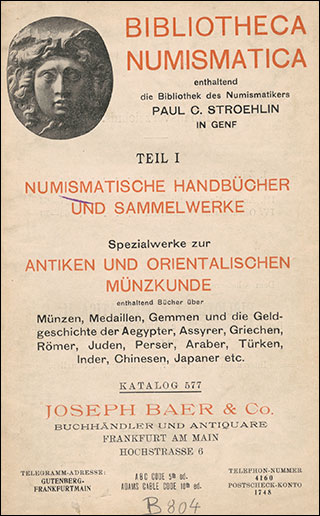 BIBLIOTHECA
NUMISMATICA
enthaltend
die Bibliothek des Numismatikers
PAUL C. STROEHLIN
IN GENF
TEIL I
NUMISMATISCHE HANDBÜCHER
UND SAMMELWERKE
Spezialwerke zur
ANTIKEN UND ORIENTALISCHEN
MÜNZKUNDE
enthaltend Bücher über
Münzen, Medaillen, Gemmen und die Geld-
geschichte der Aegypter, Assyrer, Griechen,
Römer, Juden, Perser, Araber, Türken,
Inder, Chinesen, Japaner etc.
KATALOG 577
JOSEPH BAER & Co.
BUCHHÄNDLER UND ANTIQUARE
FRANKFURT AM MAIN
HOCHSTRASSE 6
TELEGRAMM-ADRESSE:
GUTENBERG-
FRANKFURTMAIN
ABC CODE 5th ed.
ADAMS CABLE CODE 10th ed.
TELEPHON-NUMMER
4160
POSTSCHECK-KONTO
1748
B 804